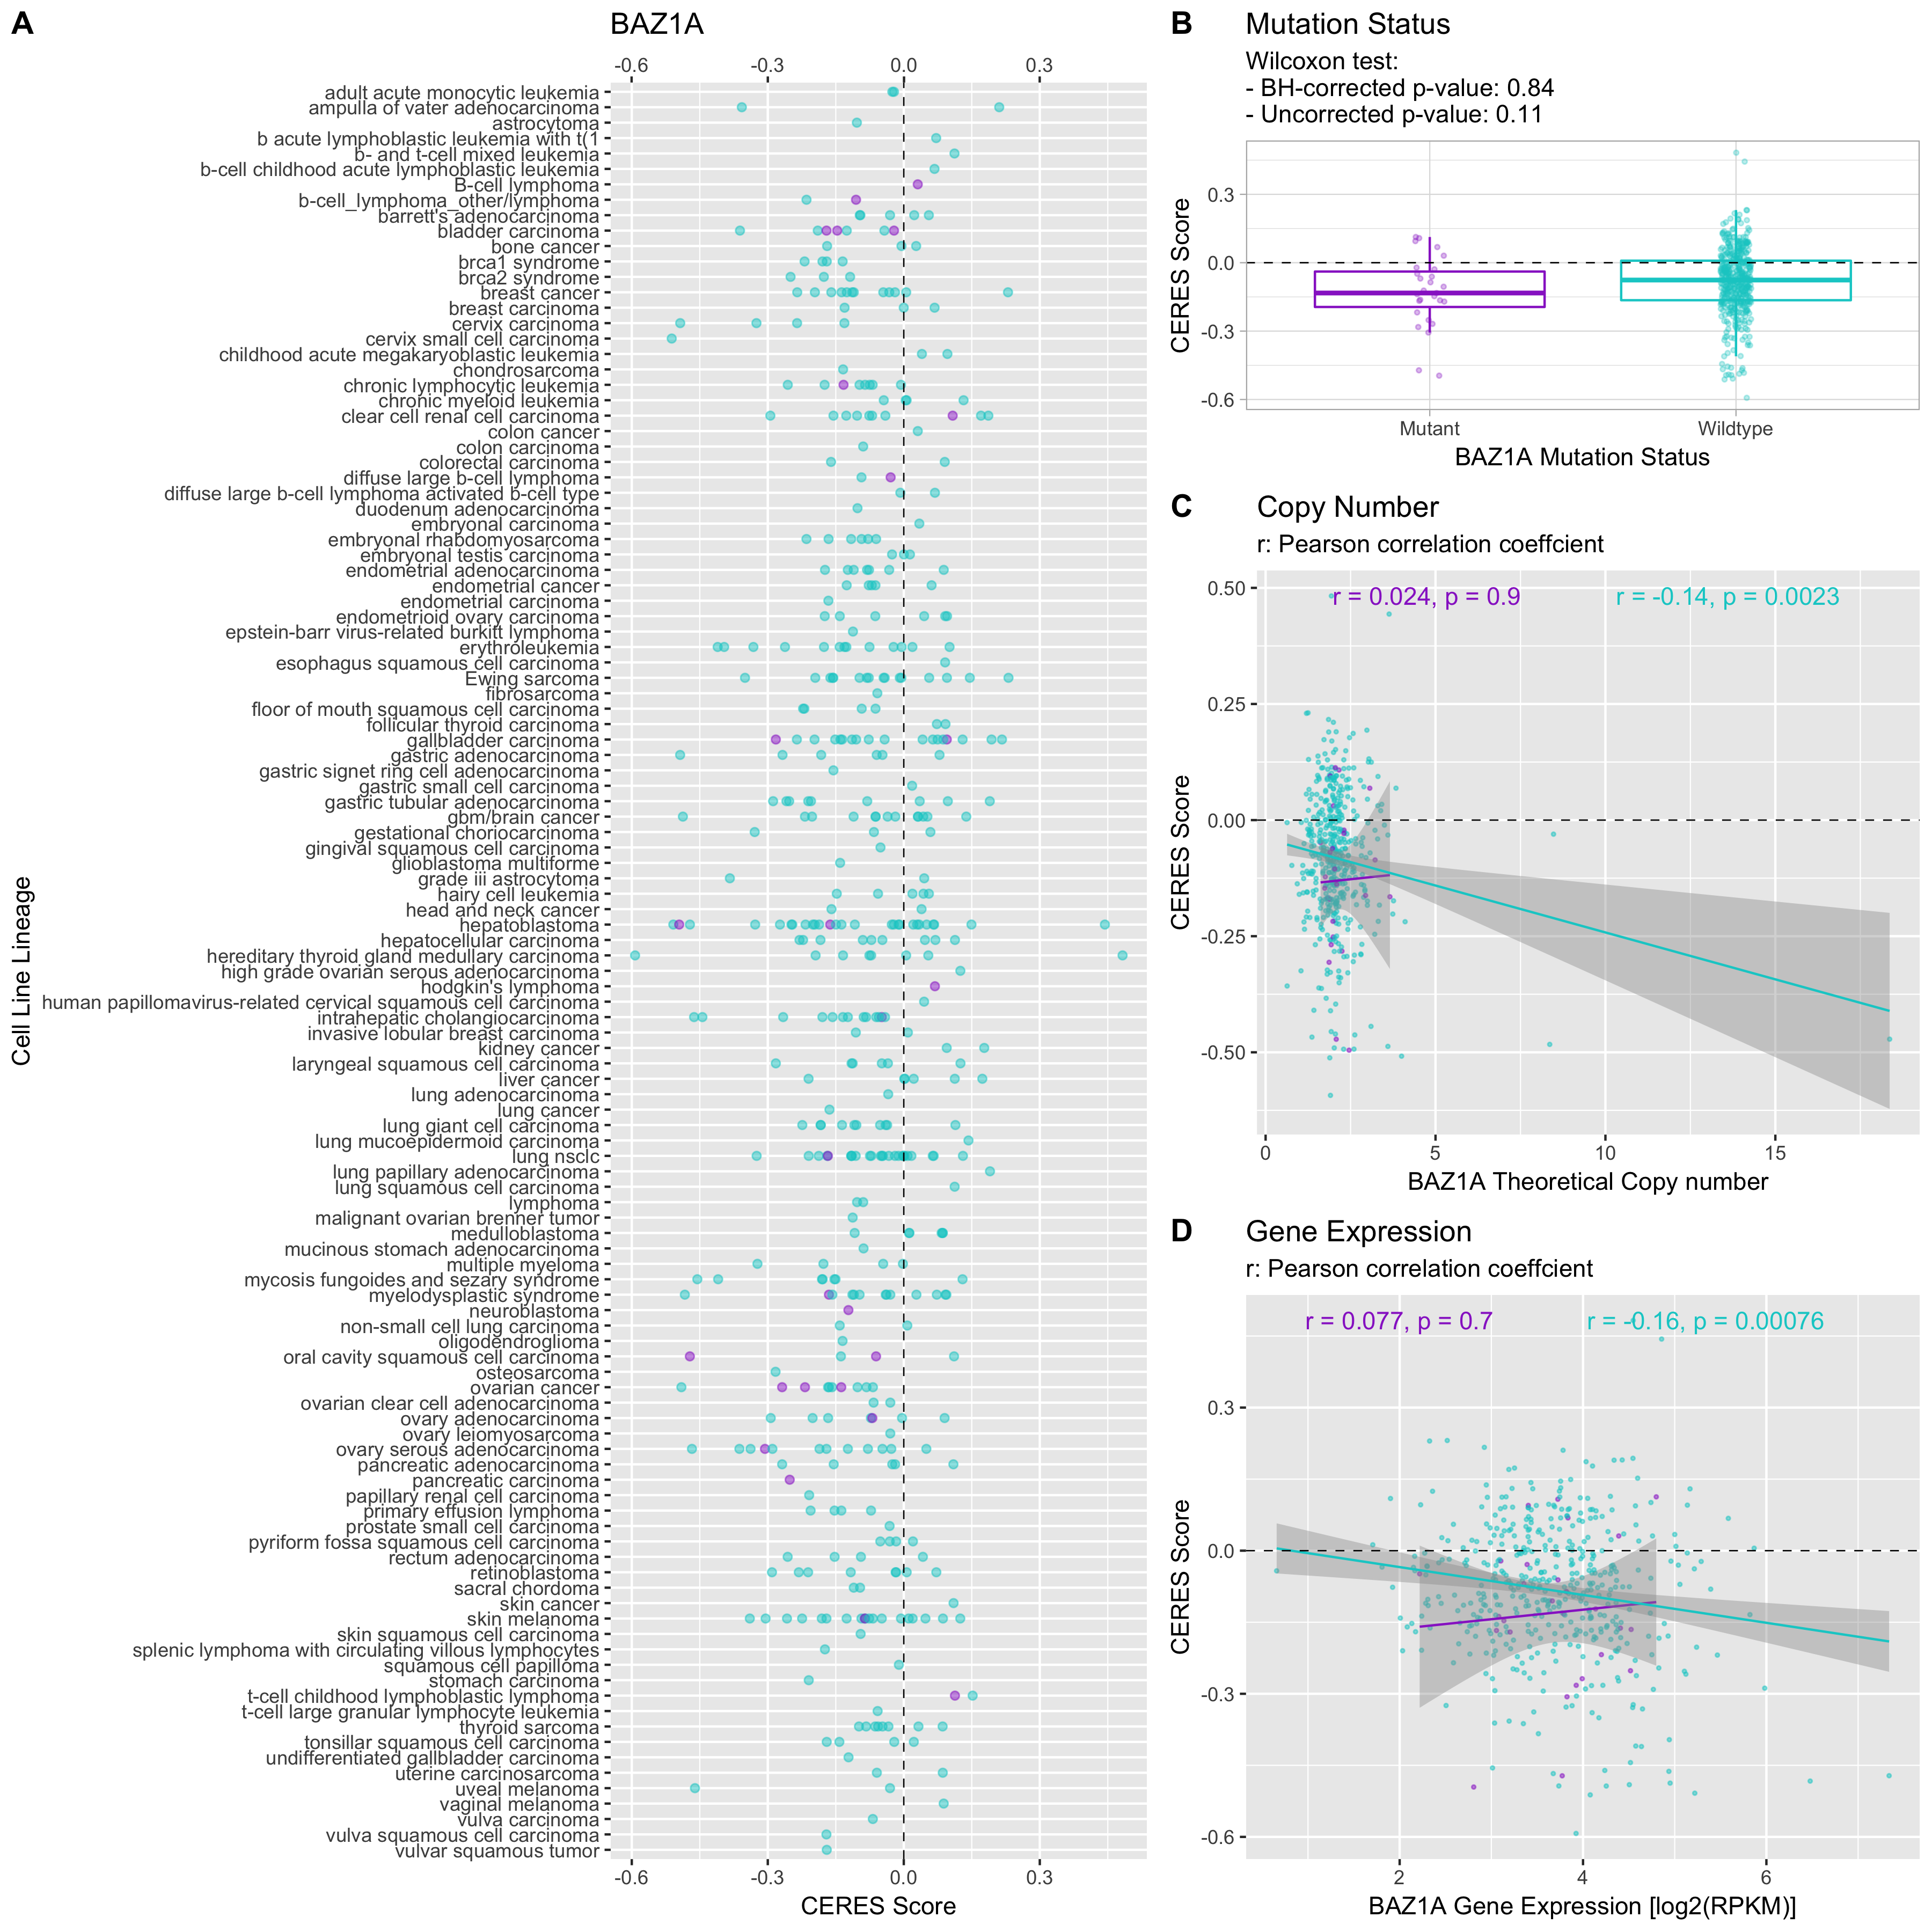 A
BAZ1A
-0.6 -0.3 0.0 0.3
adult acute monocytic leukemia
ampulla of vater adenocarcinoma
astrocytoma
b acute lymphoblastic leukemia with t(1
b- and t-cell mixed leukemia
b-cell childhood acute lymphoblastic leukemia
B-cell lymphoma
b-cell_lymphoma_other/lymphoma
barrett's adenocarcinoma
bladder carcinoma
bone cancer
brca1 syndrome
brca2 syndrome
breast cancer
breast carcinoma
cervix carcinoma
cervix small cell carcinoma
childhood acute megakaryoblastic leukemia
chondrosarcoma
chronic lymphocytic leukemia
chronic myeloid leukemia
clear cell renal cell carcinoma
colon cancer
colon carcinoma
colorectal carcinoma
diffuse large b-cell lymphoma
diffuse large b-cell lymphoma activated b-cell type
duodenum adenocarcinoma
embryonal carcinoma
embryonal rhabdomyosarcoma
embryonal testis carcinoma
endometrial adenocarcinoma
endometrial cancer
endometrial carcinoma
endometrioid ovary carcinoma
epstein-barr virus-related burkitt lymphoma
erythroleukemia
esophagus squamous cell carcinoma
Ewing sarcoma
fibrosarcoma
floor of mouth squamous cell carcinoma
follicular thyroid carcinoma
gallbladder carcinoma
gastric adenocarcinoma
gastric signet ring cell adenocarcinoma
gastric small cell carcinoma
gastric tubular adenocarcinoma
gbm/brain cancer
gestational choriocarcinoma
gingival squamous cell carcinoma
glioblastoma multiforme
grade iii astrocytoma
hairy cell leukemia
head and neck cancer
hepatoblastoma
hepatocellular carcinoma
hereditary thyroid gland medullary carcinoma
high grade ovarian serous adenocarcinoma
hodgkin's lymphoma
human papillomavirus-related cervical squamous cell carcinoma
intrahepatic cholangiocarcinoma
invasive lobular breast carcinoma
kidney cancer
laryngeal squamous cell carcinoma
liver cancer
lung adenocarcinoma
lung cancer
lung giant cell carcinoma
lung mucoepidermoid carcinoma
lung nsclc
lung papillary adenocarcinoma
lung squamous cell carcinoma
lymphoma
malignant ovarian brenner tumor
medulloblastoma
mucinous stomach adenocarcinoma
multiple myeloma
mycosis fungoides and sezary syndrome
myelodysplastic syndrome
neuroblastoma
non-small cell lung carcinoma
oligodendroglioma
oral cavity squamous cell carcinoma
osteosarcoma
ovarian cancer
ovarian clear cell adenocarcinoma
ovary adenocarcinoma
ovary leiomyosarcoma
ovary serous adenocarcinoma
pancreatic adenocarcinoma
pancreatic carcinoma
papillary renal cell carcinoma
primary effusion lymphoma
prostate small cell carcinoma
pyriform fossa squamous cell carcinoma
rectum adenocarcinoma
retinoblastoma
sacral chordoma
skin cancer
skin melanoma
skin squamous cell carcinoma
splenic lymphoma with circulating villous lymphocytes
squamous cell papilloma
stomach carcinoma
t-cell childhood lymphoblastic lymphoma
t-cell large granular lymphocyte leukemia
thyroid sarcoma
tonsillar squamous cell carcinoma
undifferentiated gallbladder carcinoma
uterine carcinosarcoma
uveal melanoma
vaginal melanoma
vulva carcinoma
vulva squamous cell carcinoma
vulvar squamous tumor
-0.6 -0.3 0.0 0.3
CERES Score
Cell Line Lineage
B
Mutation Status
Wilcoxon test:
- BH-corrected p-value: 0.84
- Uncorrected p-value: 0.11
0.3
0.0
-0.3
-0.6
CERES Score
Mutant Wildtype
BAZ1A Mutation Status
C
Copy Number
r: Pearson correlation coeffcient
r = 0.024, p = 0.9 r = -0.14, p = 0.0023
0.50
0.25
0.00
-0.25
-0.50
CERES Score
0 5 10 15
BAZ1A Theoretical Copy number
D
Gene Expression
r: Pearson correlation coeffcient
r = 0.077, p = 0.7 r = -0.16, p = 0.00076
0.3
0.0
-0.3
-0.6
CERES Score
2 4 6
BAZ1A Gene Expression [log2(RPKM)]